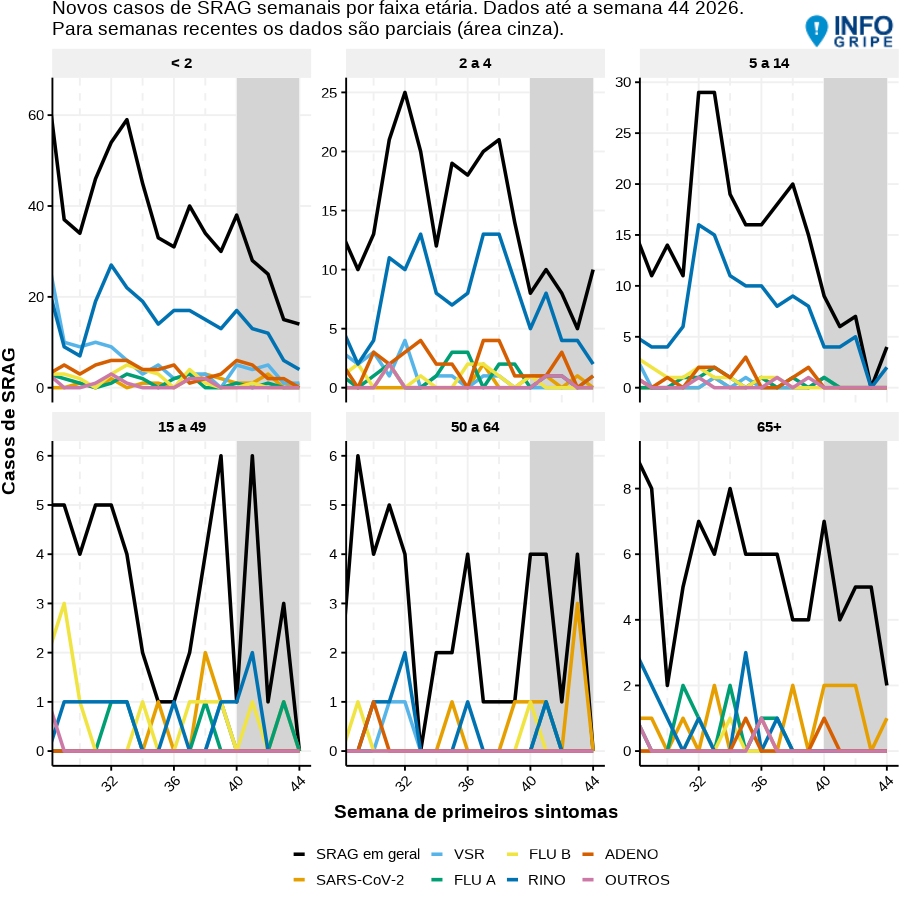 Novos casos de SRAG semanais por faixa etária. Dados até a semana 44 2026.
Para semanas recentes os dados são parciais (área cinza).
INFO
GRIPE
< 2
2 a 4
5 a 14
60
40
20
0
25
20
15
10
5
0
30
25
20
15
10
5
0
Casos de SRAG
15 a 49
50 a 64
65+
6
5
4
3
2
1
0
6
5
4
3
2
1
0
8
6
4
2
0
32
36
40
44
32
36
40
44
32
36
40
44
Semana de primeiros sintomas
SRAG em geral
VSR
FLU B
ADENO
SARS-CoV-2
FLU A
RINO
OUTROS